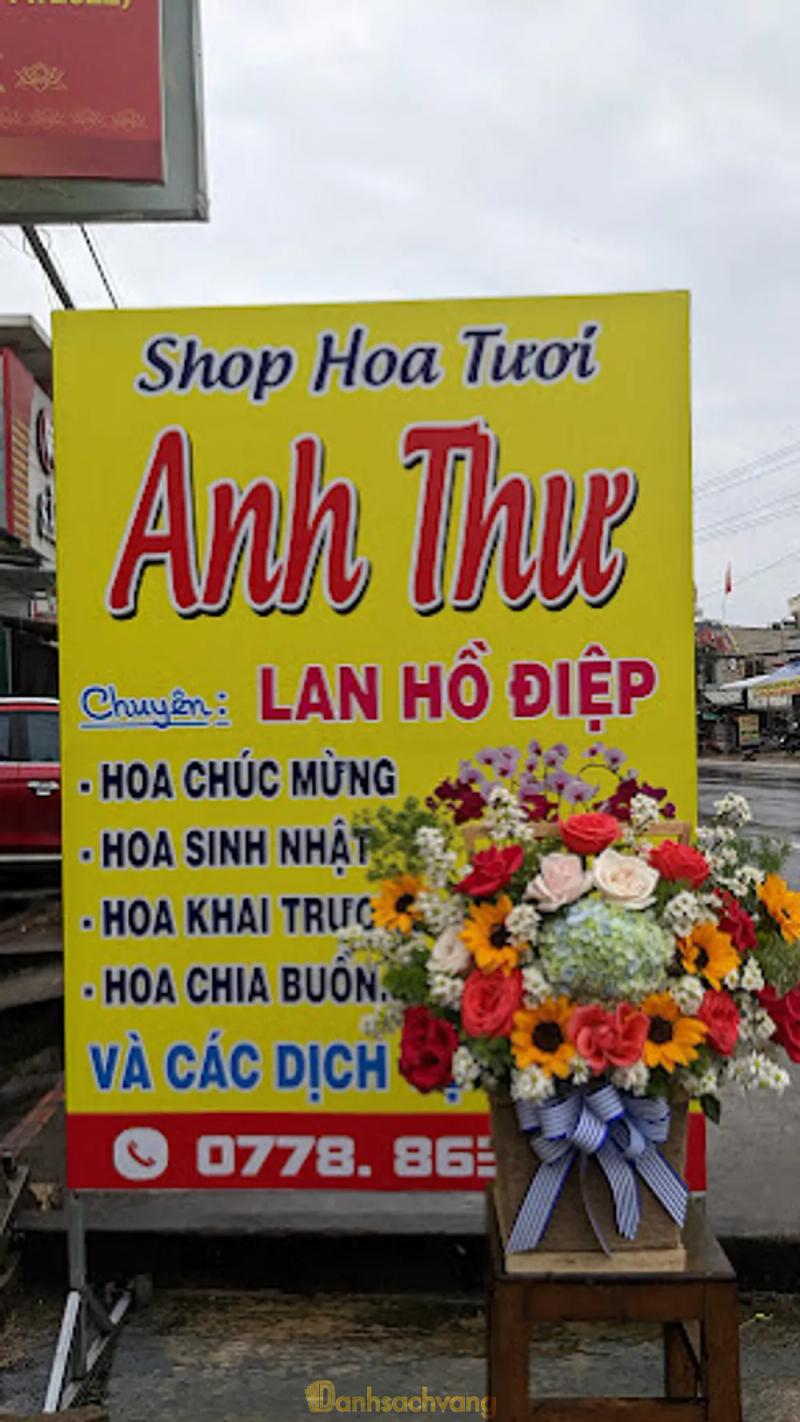 Shop Hoa Tươi
Anh Thư
Chuyên: LAN HỒ ĐIỆP
- HOA CHÚC MỪNG
- HOA SINH NHẬT
- HOA KHAI TRƯƠ
- HOA CHIA BUỒN.
VÀ CÁC DỊCH
0778. 863
Danhsachvang